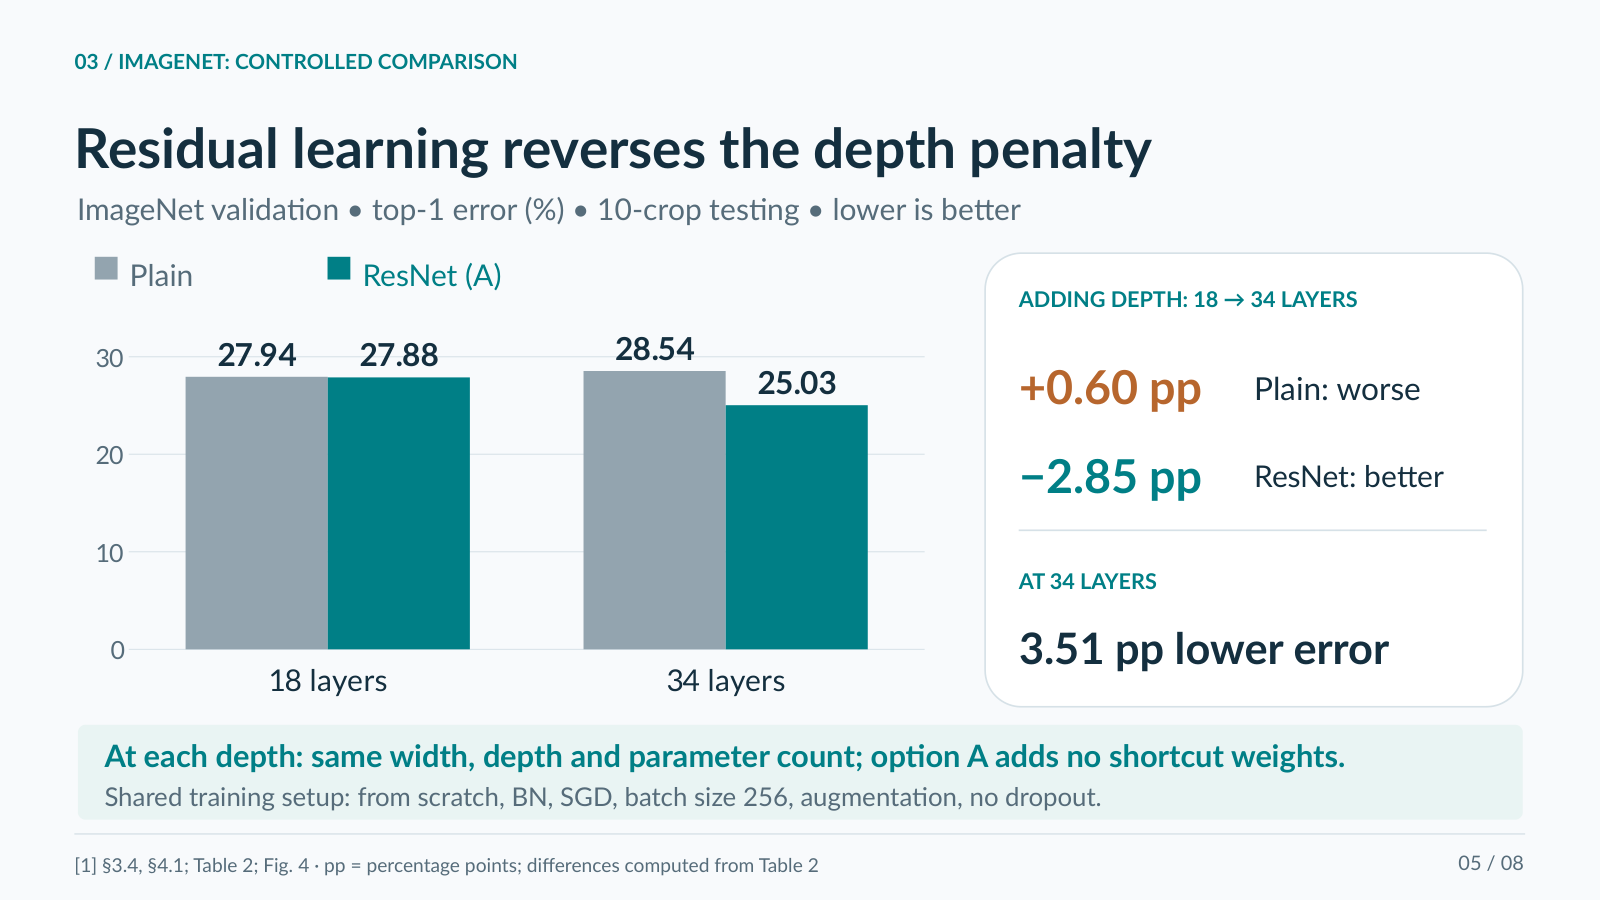 03 / IMAGENET: CONTROLLED COMPARISON
Residual learning reverses the depth penalty
ImageNet validation • top-1 error (%) • 10-crop testing • lower is better
Plain
ResNet (A)
30
20
10
0
27.94
27.88
28.54
25.03
18 layers
34 layers
ADDING DEPTH: 18 → 34 LAYERS
+0.60 pp
Plain: worse
−2.85 pp
ResNet: better
AT 34 LAYERS
3.51 pp lower error
At each depth: same width, depth and parameter count; option A adds no shortcut weights.
Shared training setup: from scratch, BN, SGD, batch size 256, augmentation, no dropout.
[1] §3.4, §4.1; Table 2; Fig. 4 · pp = percentage points; differences computed from Table 2
05 / 08